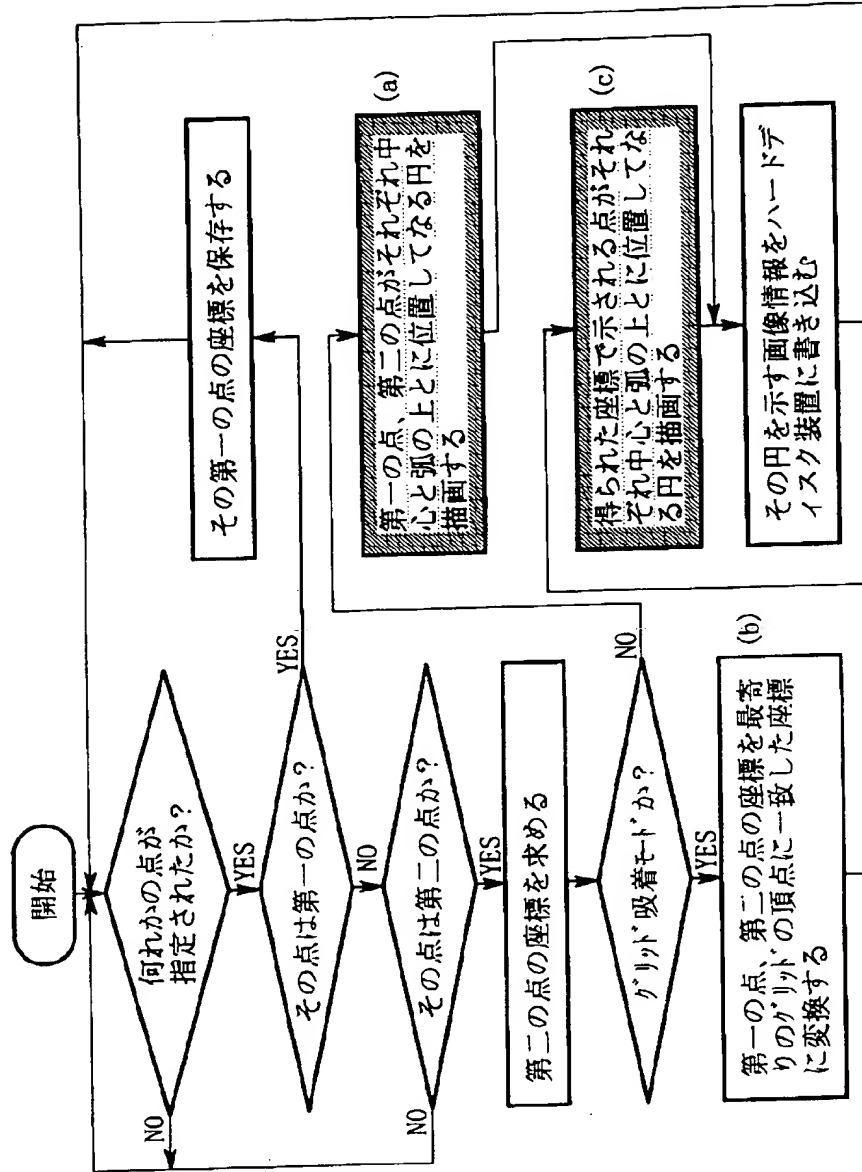 開始
何れかの点が
指定されたか?
NO
YES
その点は第一の点か?
YES
NO
その点は第二の点か?
NO
YES
第二の点の座標を求める
グリッド吸着モードか?
NO
YES
第一の点、第二の点の座標を最寄
りのグリッドの頂点に一致した座標
に変換する
(b)
その第一の点の座標を保存する
第一の点、第二の点がそれぞれ中
心と弧の上とに位置してなる円を
描画する
(a)
得られた座標で示される点がそれ
ぞれ中心と弧の上とに位置してな
る円を描画する
(c)
その円を示す画像情報をハードデ
ィスク装置に書き込む